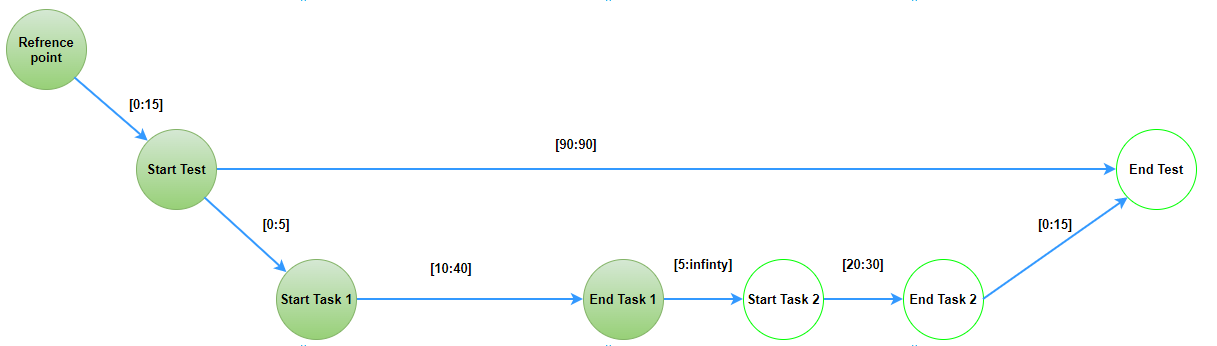 Refrence
point
[0:15]
[90:90]
Start Test
End Test
[0:5]
[0:15]
[10:40]
[5:infinty]
[20:30]
Start Task 1
End Task 1
Start Task 2
End Task 2